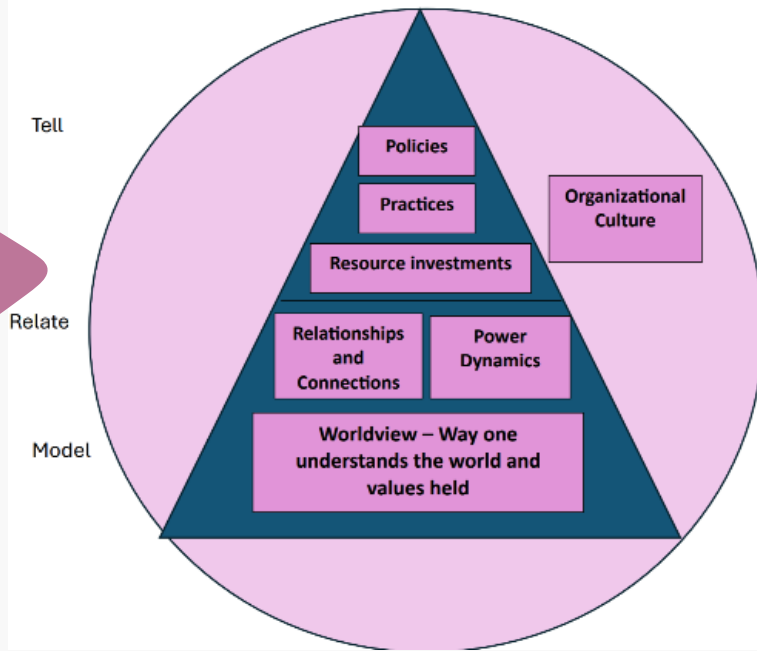 Tell
Policies
Practices
Organizational
Culture
Resource investments
Relate
Relationships
and
Connections
Power
Dynamics
Model
Worldview – Way one
understands the world and
values held